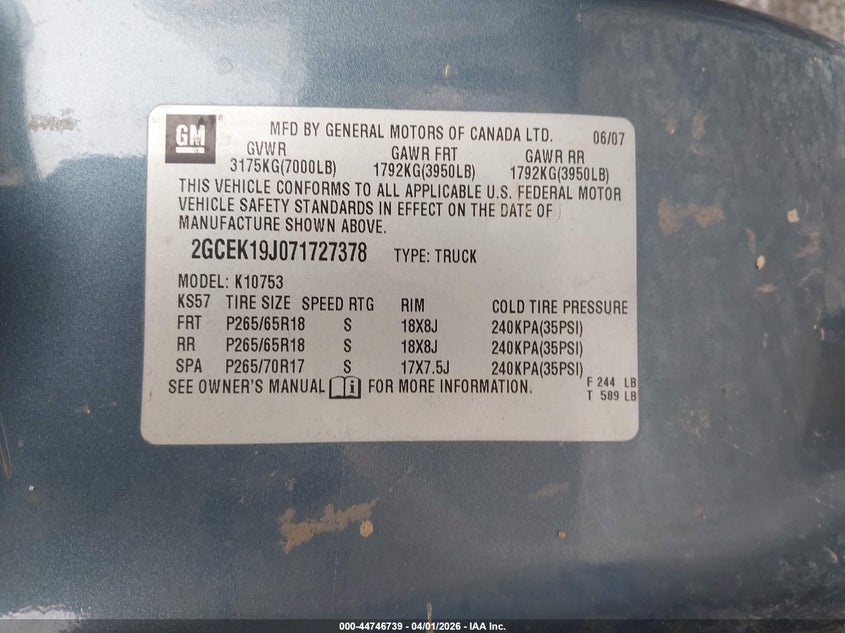 GM
MFD BY GENERAL MOTORS OF CANADA LTD. 06/07
GVWR GAWR FRT GAWR RR
3175KG(7000LB) 1792KG(3950LB) 1792KG(3950LB)
THIS VEHICLE CONFORMS TO ALL APPLICABLE U.S. FEDERAL MOTOR
VEHICLE SAFETY STANDARDS IN EFFECT ON THE DATE OF
MANUFACTURE SHOWN ABOVE.
2GCEK19J071727378 TYPE: TRUCK
MODEL: K10753
KS57 TIRE SIZE SPEED RTG RIM COLD TIRE PRESSURE
FRT P265/65R18 S 18X8J 240KPA(35PSI)
RR P265/65R18 S 18X8J 240KPA(35PSI)
SPA P265/70R17 S 17X7.5J 240KPA(35PSI)
SEE OWNER'S MANUAL FOR MORE INFORMATION.
F 244 LB
T 589 LB
000-44746739 - 04/01/2026 - IAA Inc.